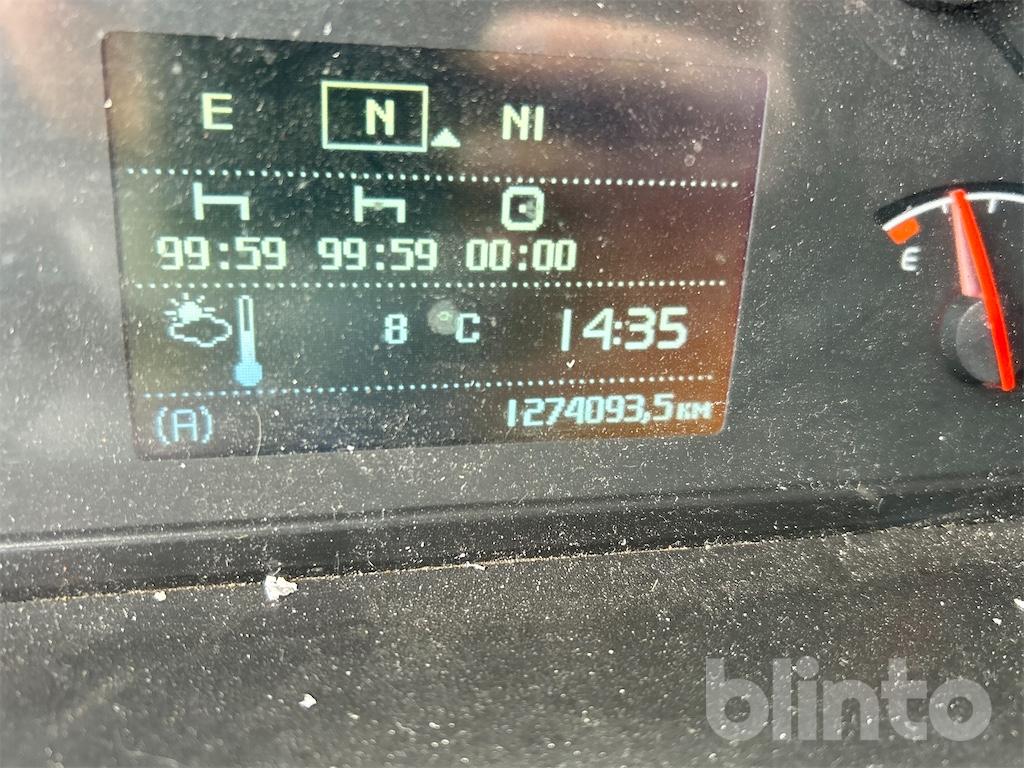 E N NI
99:59 99:59 00:00
8 °C 14:35
(A) 1274093,5 KM
E
blinto